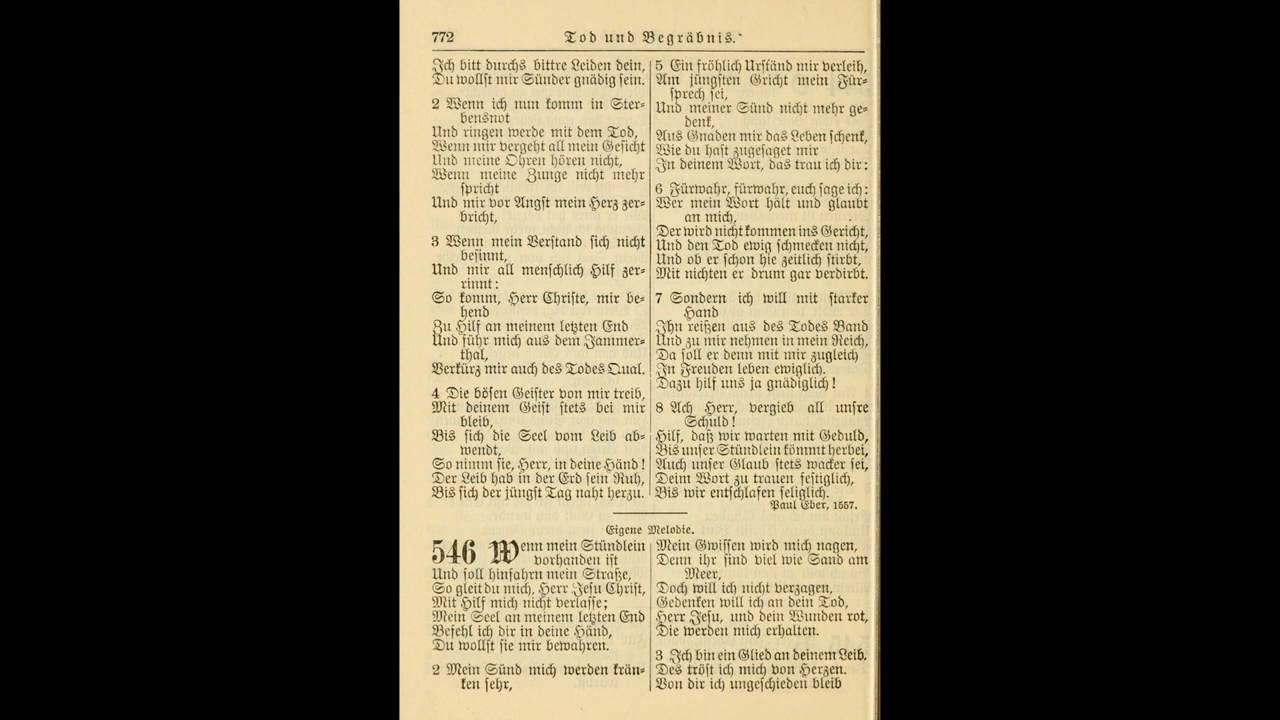 772
Tod und Begräbnis.
Ich bitt durchs bittre Leiden dein,
Du wollst mir Sünder gnädig sein.
2 Wenn ich nun komm in Ster=
bensnot
Und ringen werde mit dem Tod,
Wenn mir vergeht all mein Gesicht
Und meine Ohren hören nicht,
Wenn meine Zunge nicht mehr
spricht
Und mir vor Angst mein Herz zer=
bricht,
3 Wenn mein Verstand sich nicht
besinnt,
Und mir all menschlich Hilf zer=
rinnt:
So komm, Herr Christe, mir be=
hend
Zu Hilf an meinem letzten End
Und führ mich aus dem Jammer=
thal,
Verkürz mir auch des Todes Qual.
4 Die bösen Geister von mir treib,
Mit deinem Geist stets bei mir
bleib,
Bis sich die Seel vom Leib ab=
wendt,
So nimm sie, Herr, in deine Händ!
Der Leib hab in der Erd sein Ruh,
Bis sich der jüngst Tag naht herzu.
5 Ein fröhlich Urständ mir verleih,
Am jüngsten Gricht mein Für=
sprech sei,
Und meiner Sünd nicht mehr ge=
denk,
Aus Gnaden mir das Leben schenk,
Wie du hast zugesaget mir
In deinem Wort, das trau ich dir:
6 Fürwahr, fürwahr, euch sage ich:
Wer mein Wort hält und glaubt
an mich,
Der wird nicht kommen ins Gericht,
Und den Tod ewig schmecken nicht,
Und ob er schon hie zeitlich stirbt,
Mit nichten er drum gar verdirbt.
7 Sondern ich will mit starker
Hand
Ihn reißen aus des Todes Band
Und zu mir nehmen in mein Reich,
Da soll er denn mit mir zugleich
In Freuden leben ewiglich.
Dazu hilf uns ja gnädiglich!
8 Ach Herr, vergieb all unsre
Schuld!
Hilf, daß wir warten mit Geduld,
Bis unser Stündlein kömmt herbei,
Auch unser Glaub stets wacker sei,
Deim Wort zu trauen festiglich,
Bis wir entschlafen seliglich.
Paul Eber, 1557.
Eigene Melodie.
546 Wenn mein Stündlein
vorhanden ist
Und soll hinfahrn mein Straße,
So gleit du mich, Herr Jesu Christ,
Mit Hilf mich nicht verlasse;
Mein Seel an meinem letzten End
Befehl ich dir in deine Händ,
Du wollst sie mir bewahren.
2 Mein Sünd mich werden krän=
ken sehr,
Mein Gwissen wird mich nagen,
Denn ihr sind viel wie Sand am
Meer,
Doch will ich nicht verzagen,
Gedenken will ich an dein Tod,
Herr Jesu, und dein Wunden rot,
Die werden mich erhalten.
3 Ich bin ein Glied an deinem Leib,
Des tröst ich mich von Herzen.
Von dir ich ungeschieden bleib